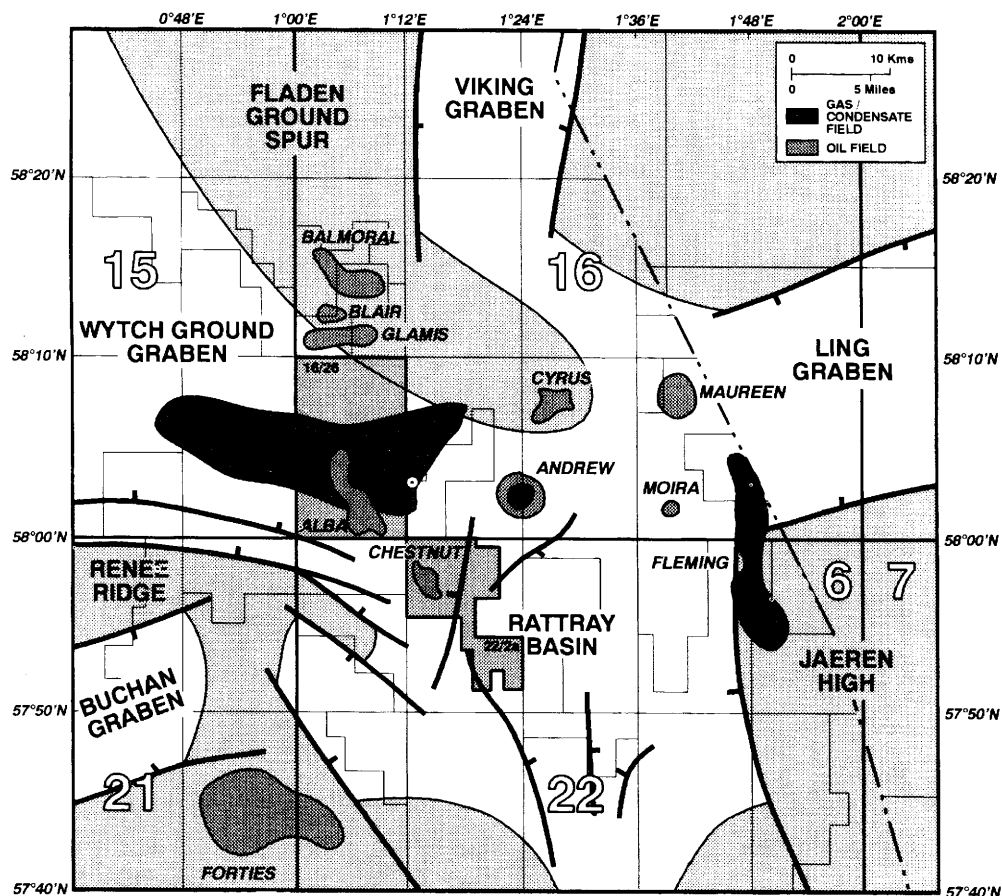 0°48'E 1°00'E 1°12'E 1°24'E 1°36'E 1°48'E 2°00'E
0 10 Kms
0 5 Miles
GAS /
CONDENSATE
FIELD
OIL FIELD
VIKING
GRABEN
FLADEN
GROUND
SPUR
58°20'N
58°20'N
BALMORAL
15
16
BLAIR
GLAMIS
WYTCH GROUND
GRABEN
LING
GRABEN
58°10'N
58°10'N
16/26
CYRUS
MAUREEN
ANDREW
MOIRA
ALBA
58°00'N
58°00'N
CHESTNUT
FLEMING
RENEE
RIDGE
6
7
RATTRAY
BASIN
22/2a
JAEREN
HIGH
BUCHAN
GRABEN
57°50'N
57°50'N
21
22
FORTIES
57°40'N
57°40'N